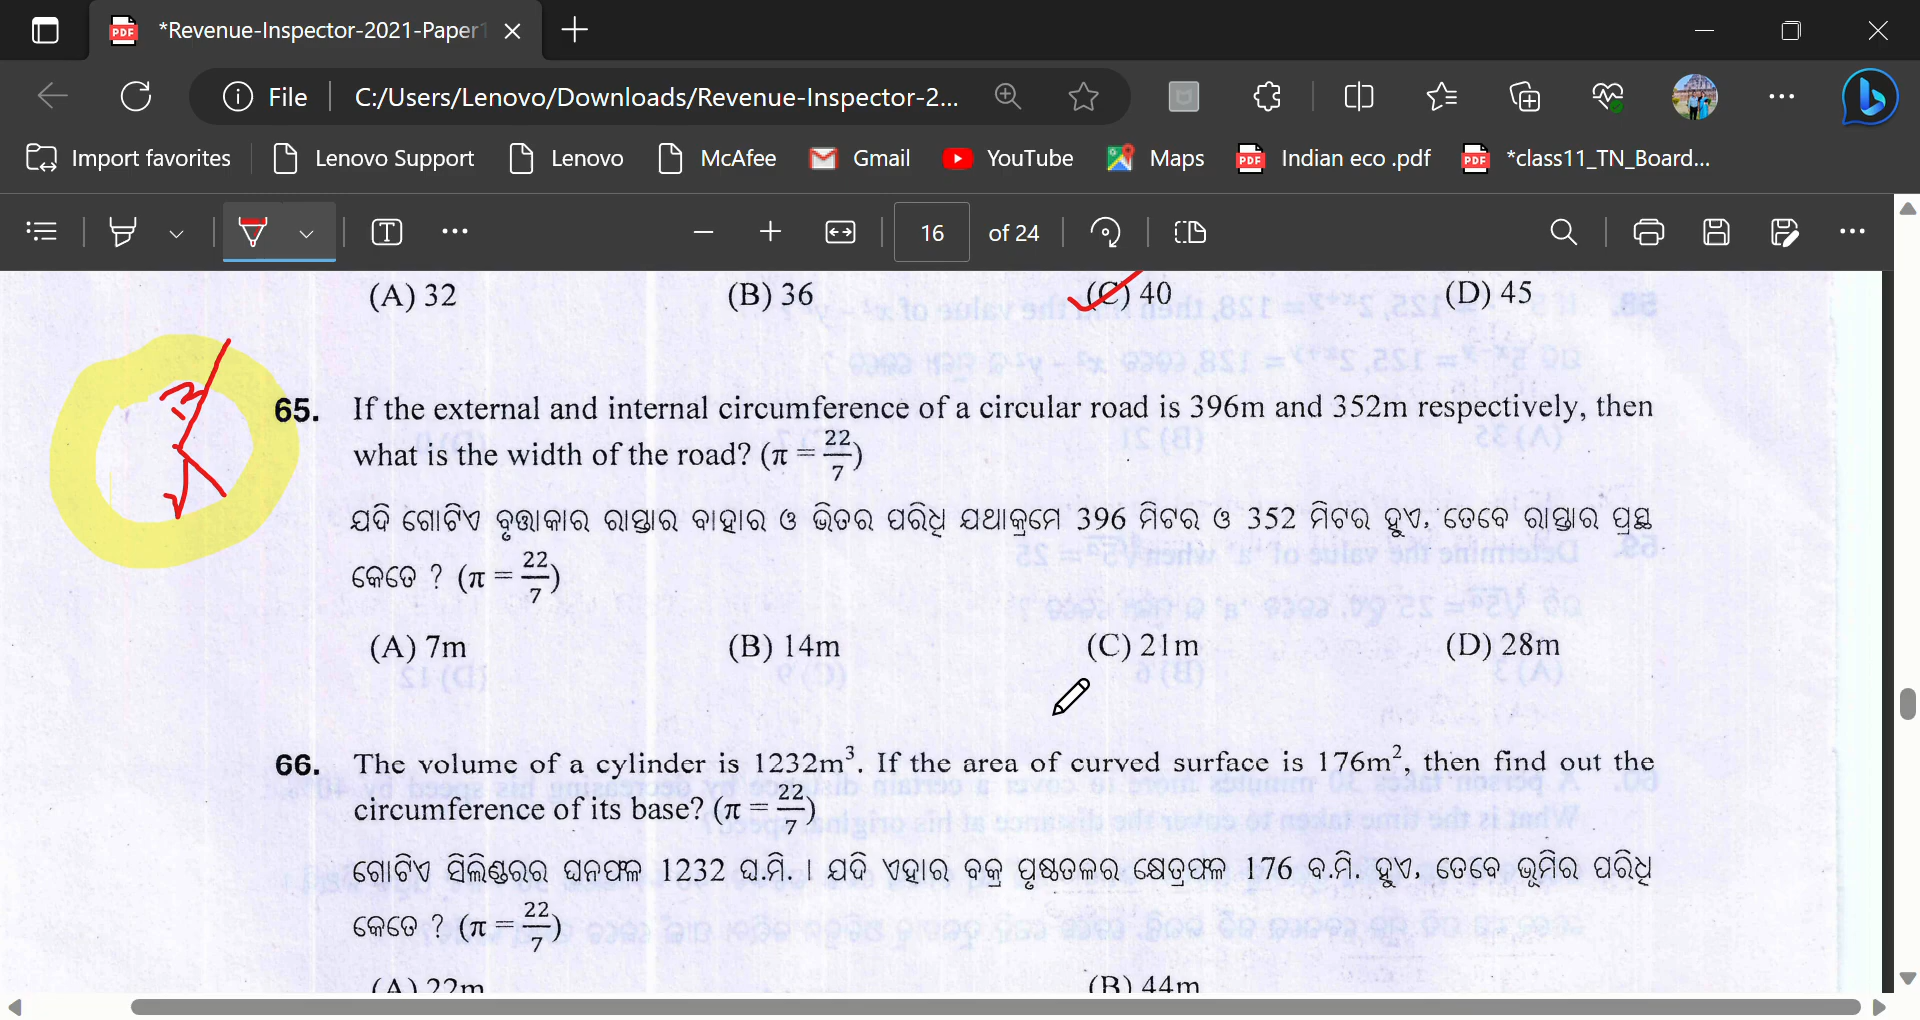 *Revenue-Inspector-2021-Paper1
File C:/Users/Lenovo/Downloads/Revenue-Inspector-2...
Import favorites Lenovo Support Lenovo McAfee Gmail YouTube Maps Indian eco .pdf *class11_TN_Board...
16 of 24
(A) 32 (B) 36 (C) 40 (D) 45
65. If the external and internal circumference of a circular road is 396m and 352m respectively, then
what is the width of the road? (π = 22/7)
ଯଦି ଗୋଟିଏ ବୃତ୍ତାକାର ରାସ୍ତାର ବାହାର ଓ ଭିତର ପରିଧି ଯଥାକ୍ରମେ 396 ମିଟର ଓ 352 ମିଟର ହୁଏ, ତେବେ ରାସ୍ତାର ପ୍ରସ୍ଥ
କେତେ ? (π = 22/7)
(A) 7m (B) 14m (C) 21m (D) 28m
66. The volume of a cylinder is 1232m³. If the area of curved surface is 176m², then find out the
circumference of its base? (π = 22/7)
ଗୋଟିଏ ସିଲିଣ୍ଡରର ଘନଫଳ 1232 ଘ.ମି. । ଯଦି ଏହାର ବକ୍ର ପୃଷ୍ଠତଳର କ୍ଷେତ୍ରଫଳ 176 ବ.ମି. ହୁଏ, ତେବେ ଭୂମିର ପରିଧି
କେତେ ? (π = 22/7)
(A) 22m (B) 44m